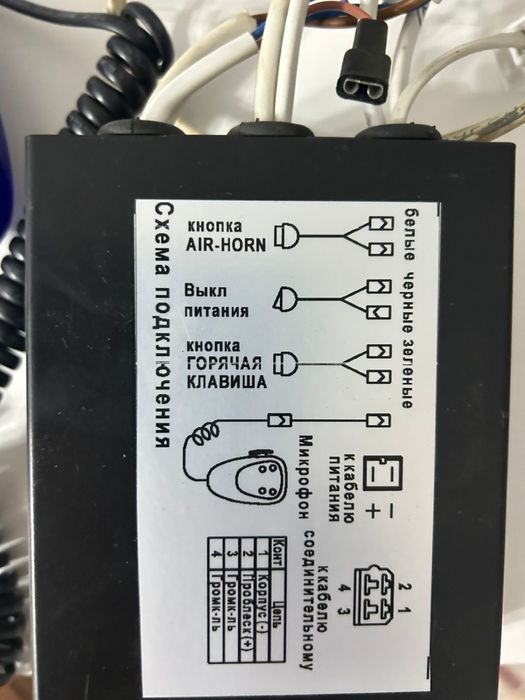 Схема подключения
кнопка
AIR-HORN
белые
Выкл
питания
черные
кнопка
ГОРЯЧАЯ
КЛАВИША
зеленые
Микрофон
к кабелю
питания
+ -
к кабелю
соединительному
2 1
4 3
Конт Цепь
1 Корпус (-)
2 Проблеск (+)
3 Громк-ль
4 Громк-ль